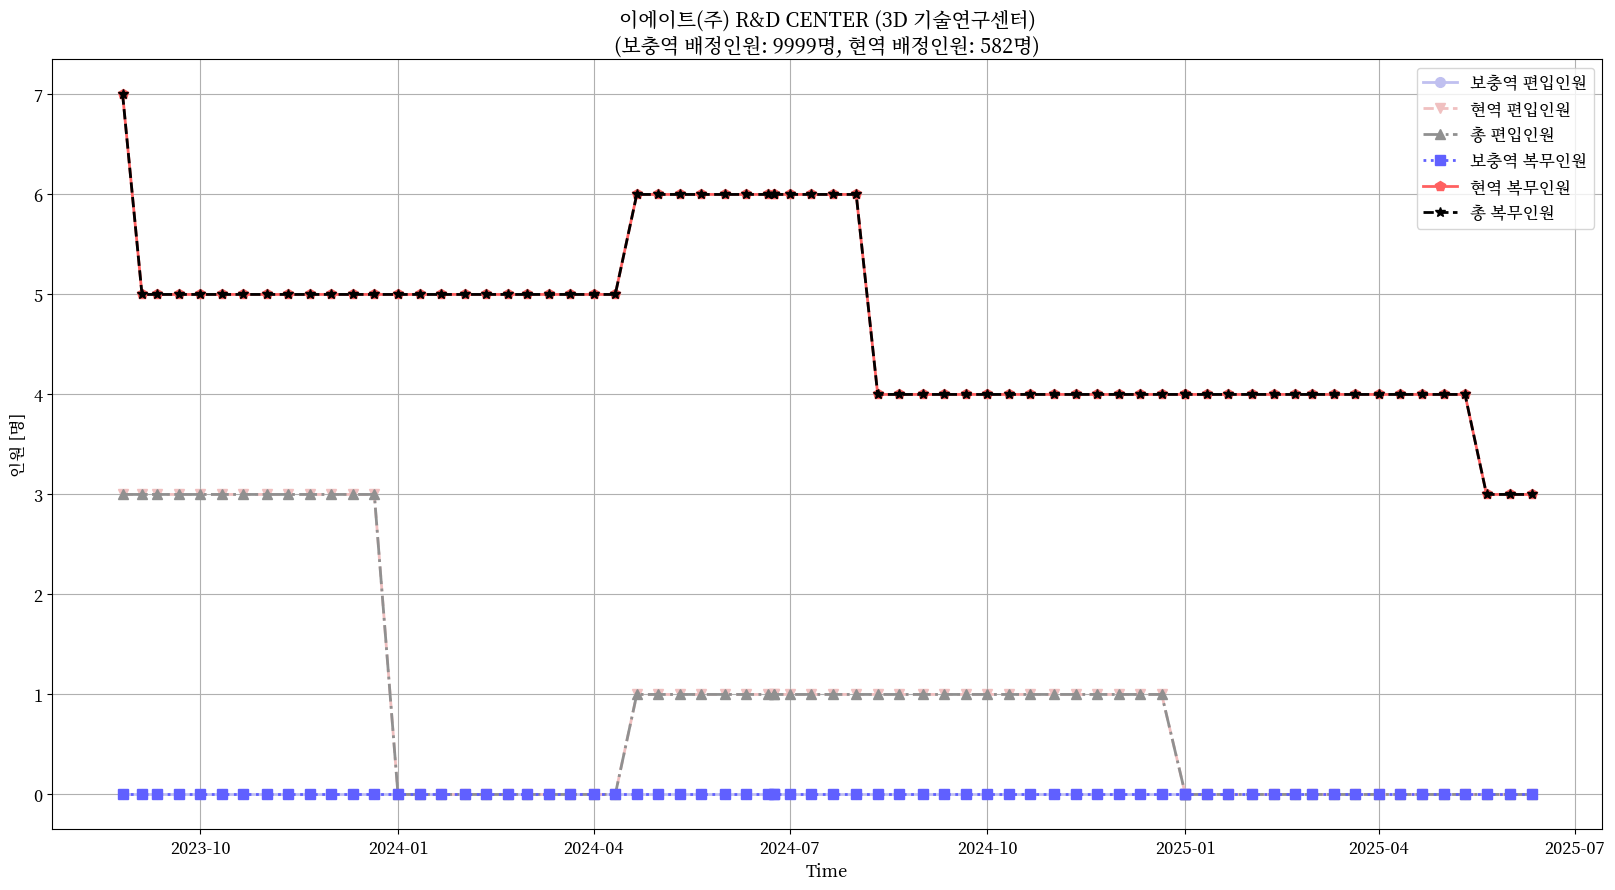 이에이트(주) R&D CENTER (3D 기술연구센터)
(보충역 배정인원: 9999명, 현역 배정인원: 582명)
보충역 편입인원
현역 편입인원
총 편입인원
보충역 복무인원
현역 복무인원
총 복무인원
인원 [명]
7
6
5
4
3
2
1
0
2023-10
2024-01
2024-04
2024-07
2024-10
2025-01
2025-04
2025-07
Time